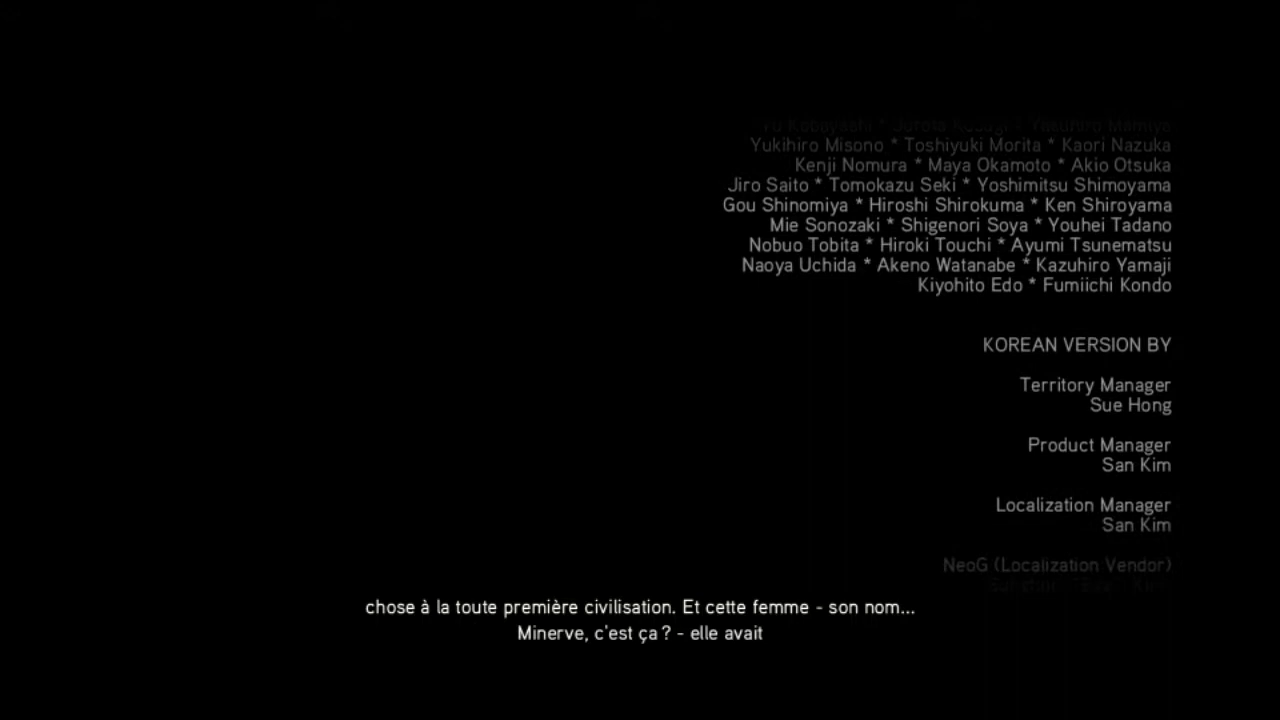 Yukihiro Misono * Toshiyuki Morita * Kaori Nazuka
Kenji Nomura * Maya Okamoto * Akio Otsuka
Jiro Saito * Tomokazu Seki * Yoshimitsu Shimoyama
Gou Shinomiya * Hiroshi Shirokuma * Ken Shiroyama
Mie Sonozaki * Shigenori Soya * Youhei Tadano
Nobuo Tobita * Hiroki Touchi * Ayumi Tsunematsu
Naoya Uchida * Akeno Watanabe * Kazuhiro Yamaji
Kiyohito Edo * Fumiichi Kondo
KOREAN VERSION BY
Territory Manager
Sue Hong
Product Manager
San Kim
Localization Manager
San Kim
NeoG (Localization Vendor)
chose à la toute première civilisation. Et cette femme - son nom...
Minerve, c'est ça ? - elle avait